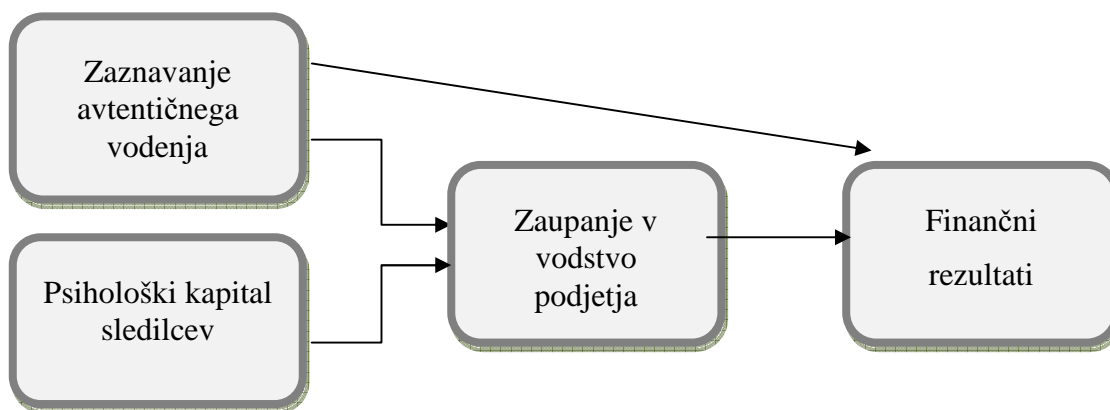 Zaznavanje
avtentičnega
vodenja
Psihološki kapital
sledilcev
Zaupanje v
vodstvo
podjetja
Finančni
rezultati